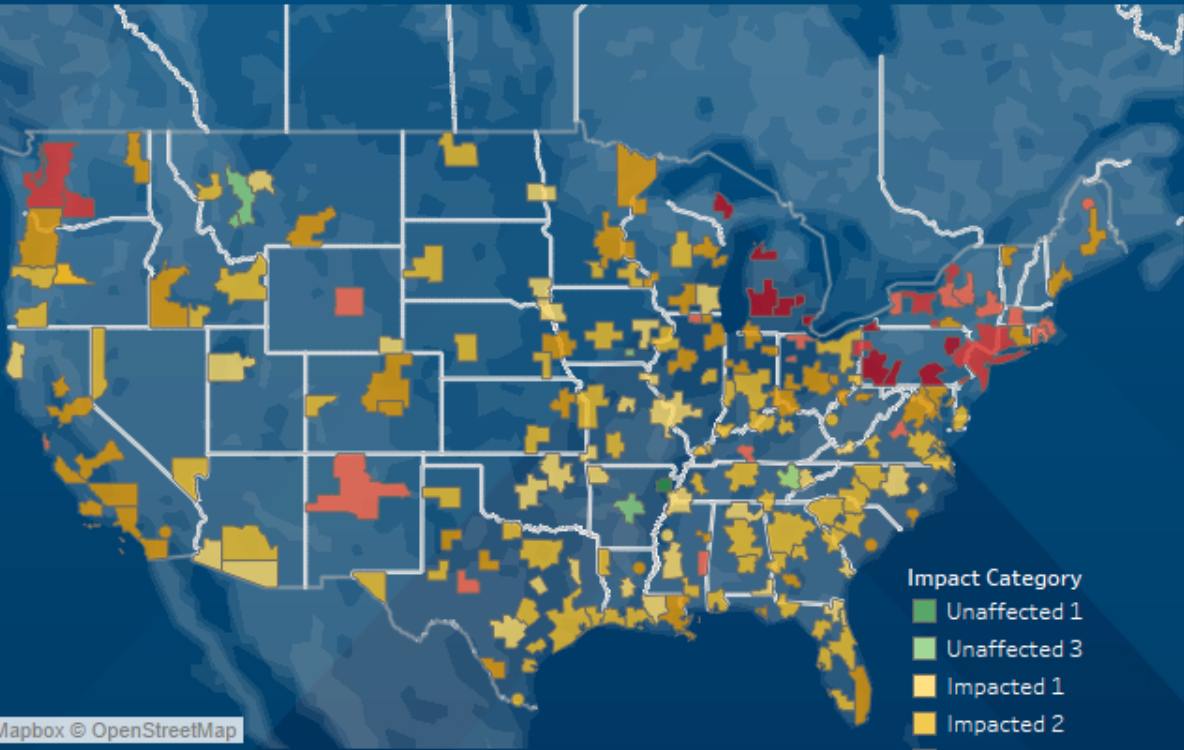 Impact Category
Unaffected 1
Unaffected 3
Impacted 1
Impacted 2
Mapbox © OpenStreetMap